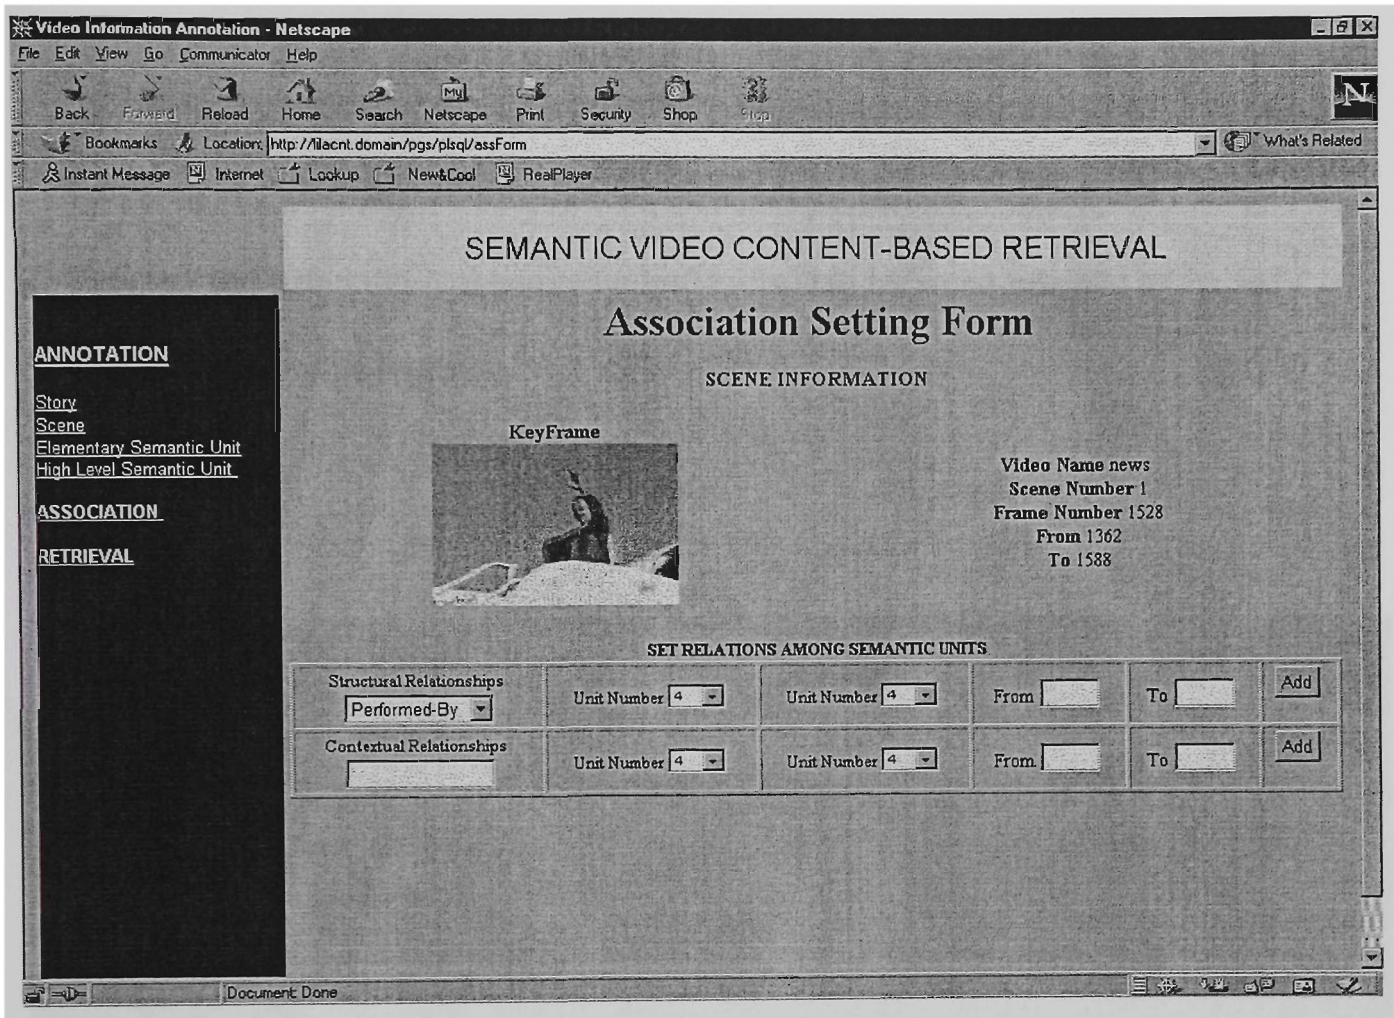 Video Information Annotation - Netscape
File Edit View Go Communicator Help
Back Forward Reload Home Search Netscape Print Security Shop Stop
My
N
Bookmarks Location: http://lilacnt.domain/pgs/plsql/assForm What's Related
Instant Message Internet Lookup New&Cool RealPlayer
SEMANTIC VIDEO CONTENT-BASED RETRIEVAL
Association Setting Form
SCENE INFORMATION
ANNOTATION
Story
Scene
Elementary Semantic Unit
High Level Semantic Unit
ASSOCIATION
RETRIEVAL
KeyFrame
Video Name news
Scene Number 1
Frame Number 1528
From 1362
To 1588
SET RELATIONS AMONG SEMANTIC UNITS
Structural Relationships
Performed-By
Unit Number 4
Unit Number 4
From
To
Add
Contextual Relationships
Unit Number 4
Unit Number 4
From
To
Add
Document: Done